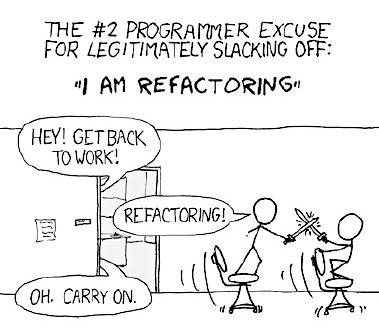 THE #2 PROGRAMMER EXCUSE
FOR LEGITIMATELY SLACKING OFF:
"I AM REFACTORING"
HEY! GET BACK
TO WORK!
REFACTORING!
OH. CARRY ON.